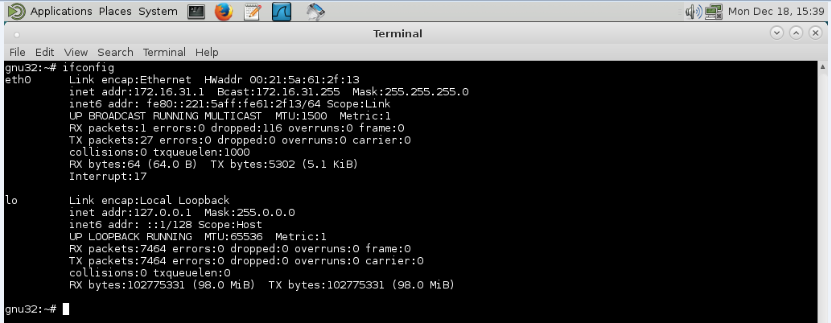 Applications Places System Mon Dec 18, 15:39
Terminal
File Edit View Search Terminal Help
gnu32:~# ifconfig
eth0 Link encap:Ethernet HWaddr 00:21:5a:61:2f:13
inet addr:172.16.31.1 Bcast:172.16.31.255 Mask:255.255.255.0
inet6 addr: fe80::221:5aff:fe61:2f13/64 Scope:Link
UP BROADCAST RUNNING MULTICAST MTU:1500 Metric:1
RX packets:1 errors:0 dropped:116 overruns:0 frame:0
TX packets:27 errors:0 dropped:0 overruns:0 carrier:0
collisions:0 txqueuelen:1000
RX bytes:64 (64.0 B) TX bytes:5302 (5.1 KiB)
Interrupt:17
lo Link encap:Local Loopback
inet addr:127.0.0.1 Mask:255.0.0.0
inet6 addr: ::1/128 Scope:Host
UP LOOPBACK RUNNING MTU:65536 Metric:1
RX packets:7464 errors:0 dropped:0 overruns:0 frame:0
TX packets:7464 errors:0 dropped:0 overruns:0 carrier:0
collisions:0 txqueuelen:0
RX bytes:102775331 (98.0 MiB) TX bytes:102775331 (98.0 MiB)
gnu32:~#